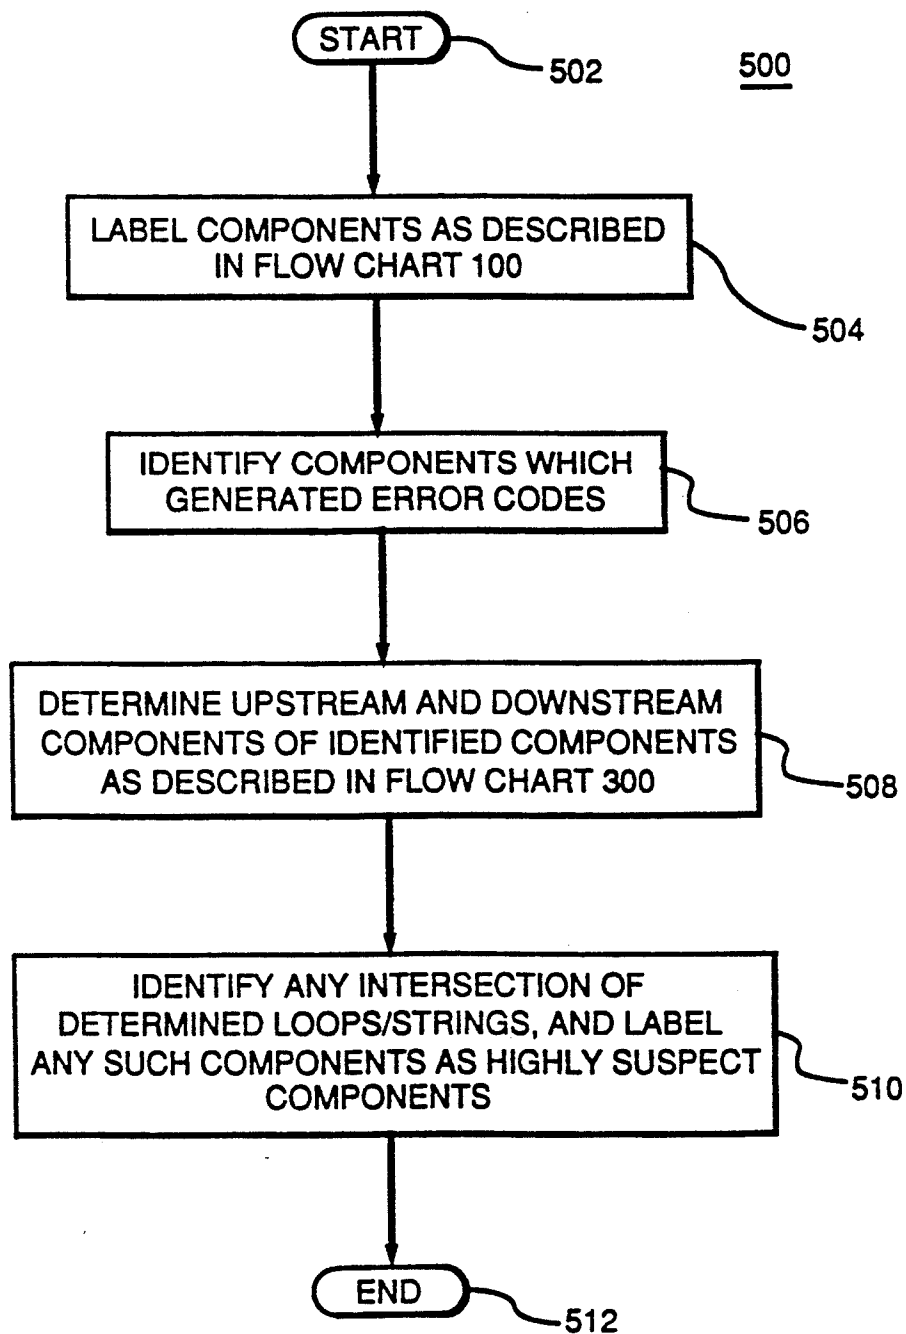 START
502
500
LABEL COMPONENTS AS DESCRIBED
IN FLOW CHART 100
504
IDENTIFY COMPONENTS WHICH
GENERATED ERROR CODES
506
DETERMINE UPSTREAM AND DOWNSTREAM
COMPONENTS OF IDENTIFIED COMPONENTS
AS DESCRIBED IN FLOW CHART 300
508
IDENTIFY ANY INTERSECTION OF
DETERMINED LOOPS/STRINGS, AND LABEL
ANY SUCH COMPONENTS AS HIGHLY SUSPECT
COMPONENTS
510
END
512